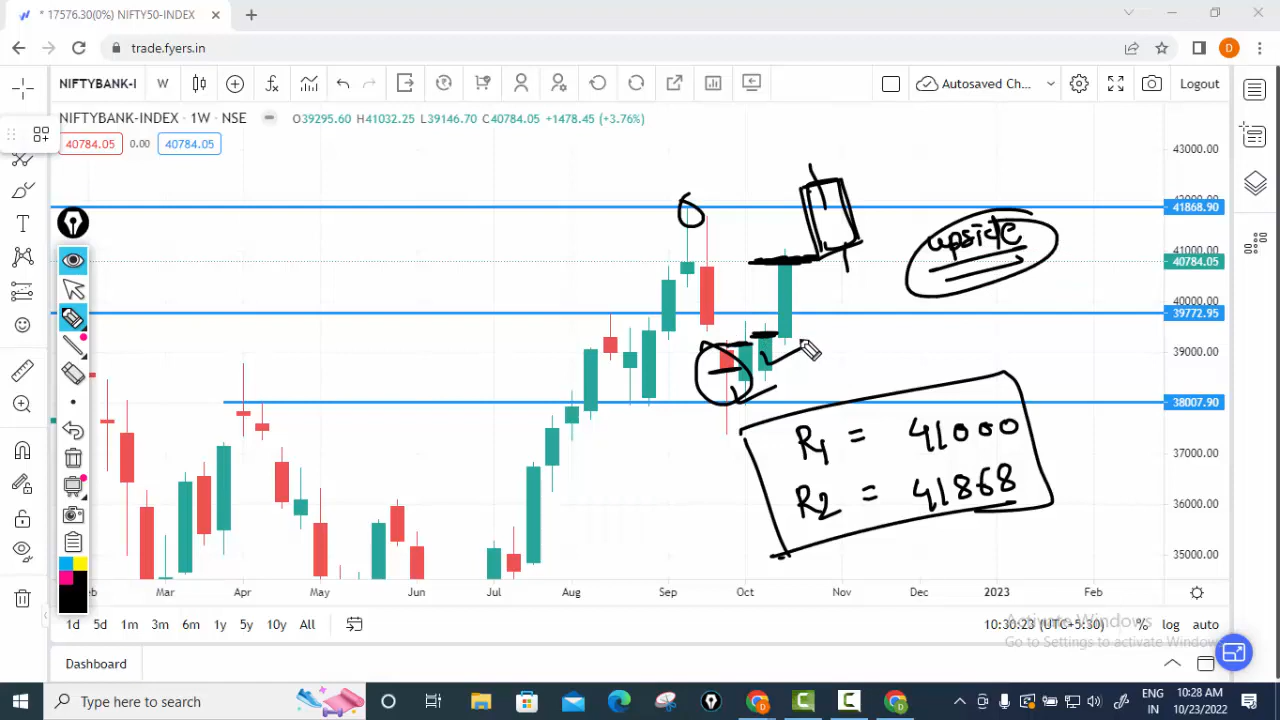 * 17576.30(0%) NIFTY50-INDEX
trade.fyers.in
D
NIFTYBANK-I W
Autosaved Ch... Logout
NIFTYBANK-INDEX • 1W • NSE O39295.60 H41032.25 L39146.70 C40784.05 +1478.45 (+3.76%)
40784.05 0.00 40784.05
43000.00
41868.90
upside
41000.00
40784.05
40000.00
39772.95
39000.00
38007.90
R1 = 41000
37000.00
R2 = 41868
36000.00
35000.00
Mar Apr May Jun Jul Aug Sep Oct Nov Dec 2023 Feb
1d 5d 1m 3m 6m 1y 5y 10y All 10:30:23 (UTC+5:30) % log auto
Activate Windows
Go to Settings to activate Windows
Dashboard
Type here to search
ENG 10:28 AM
IN 10/23/2022